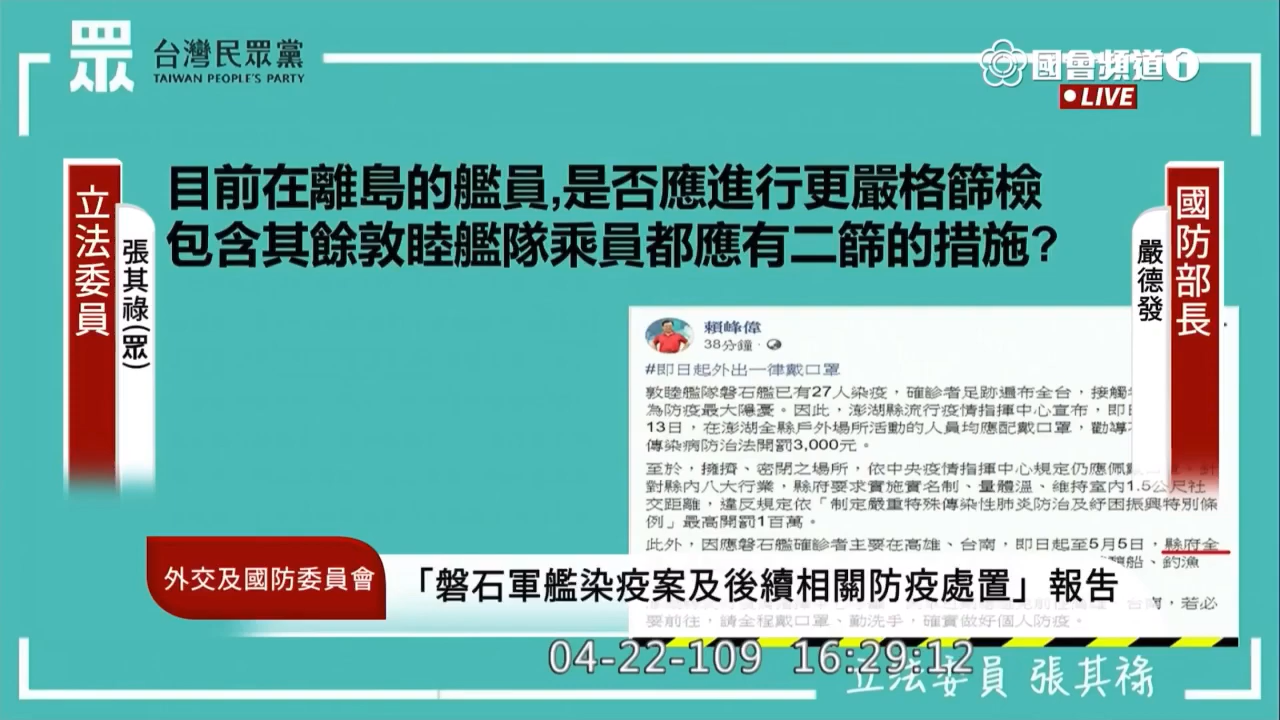 眾 台灣民眾黨
TAIWAN PEOPLE'S PARTY
國會頻道1
LIVE
目前在離島的艦員,是否應進行更嚴格篩檢
包含其餘敦睦艦隊乘員都應有二篩的措施?
立法委員
張其祿(眾)
國防部長
嚴德發
賴峰偉
38分鐘
#即日起外出一律戴口罩
敦睦艦隊磐石艦已有27人染疫,確診者足跡遍布全台,接觸
為防疫最大隱憂。因此,澎湖縣流行疫情指揮中心宣布,即
13日,在澎湖全縣戶外場所活動的人員均應配戴口罩,勸導
傳染病防治法開罰3,000元。
至於,擁擠、密閉之場所,依中央疫情指揮中心規定仍應佩戴
對縣內八大行業,縣府要求實施實名制、量體溫、維持室內1.5公尺社
交距離,違反規定依「制定嚴重特殊傳染性肺炎防治及紓困振興特別條
例」最高開罰1百萬。
此外,因應磐石艦確診者主要在高雄、台南,即日起至5月5日,縣府全
船、釣漁
南,若必
要前往,請全程戴口罩、勤洗手,確實做好個人防疫。
外交及國防委員會
「磐石軍艦染疫案及後續相關防疫處置」報告
04-22-109 16:29:12
立法委員 張其祿